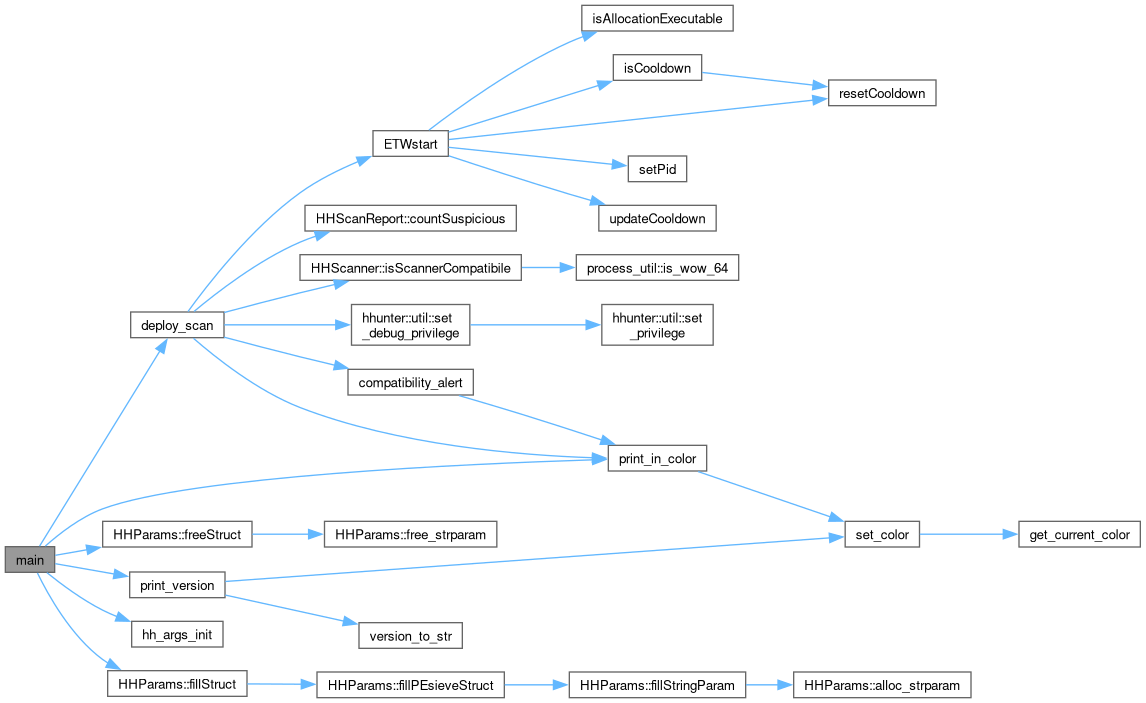 isAllocationExecutable
isCooldown
resetCooldown
ETWstart
setPid
updateCooldown
HHScanReport::countSuspicious
HHScanner::isScannerCompatibile
process_util::is_wow_64
deploy_scan
hhunter::util::set
_debug_privilege
hhunter::util::set
_privilege
compatibility_alert
print_in_color
HHParams::freeStruct
HHParams::free_strparam
set_color
get_current_color
main
print_version
hh_args_init
version_to_str
HHParams::fillStruct
HHParams::fillPEsieveStruct
HHParams::fillStringParam
HHParams::alloc_strparam